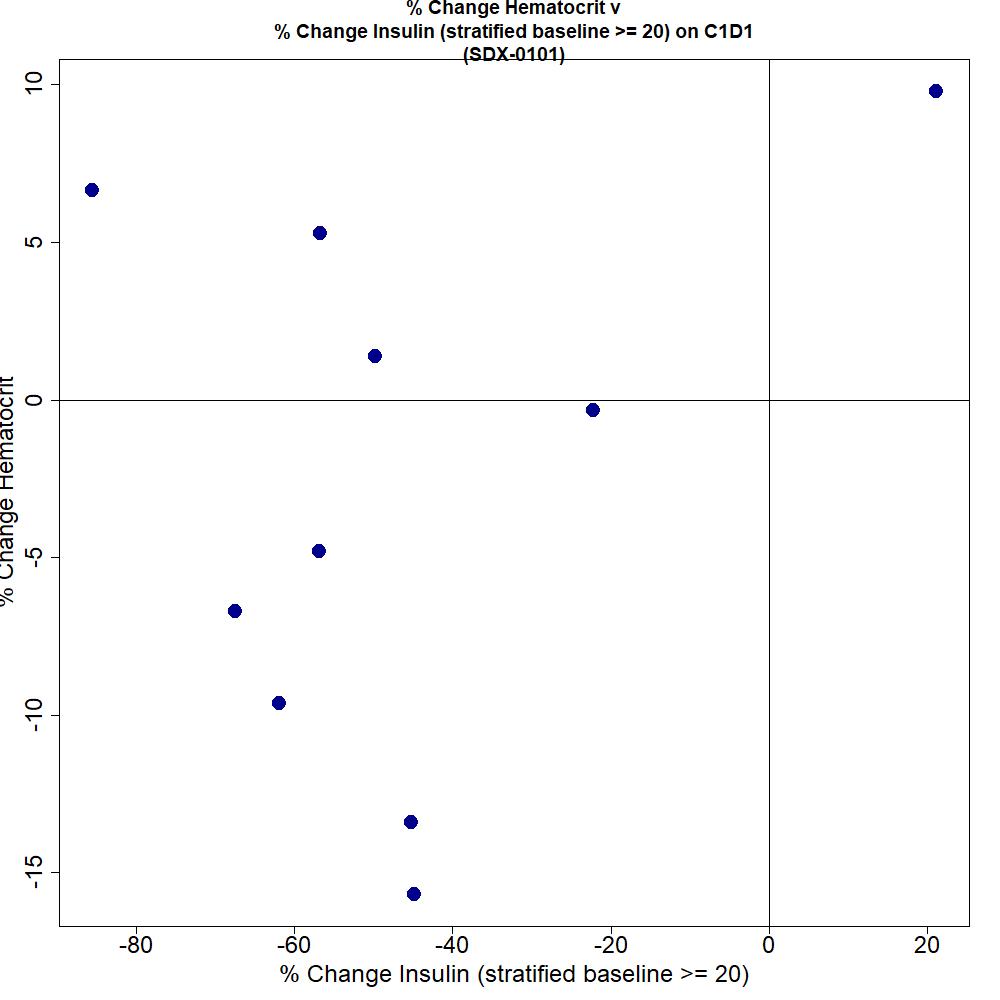 % Change Hematocrit v
% Change Insulin (stratified baseline >= 20) on C1D1
(SDX-0101)
10
5
0
-5
-10
-15
% Change Hematocrit
-80
-60
-40
-20
0
20
% Change Insulin (stratified baseline >= 20)